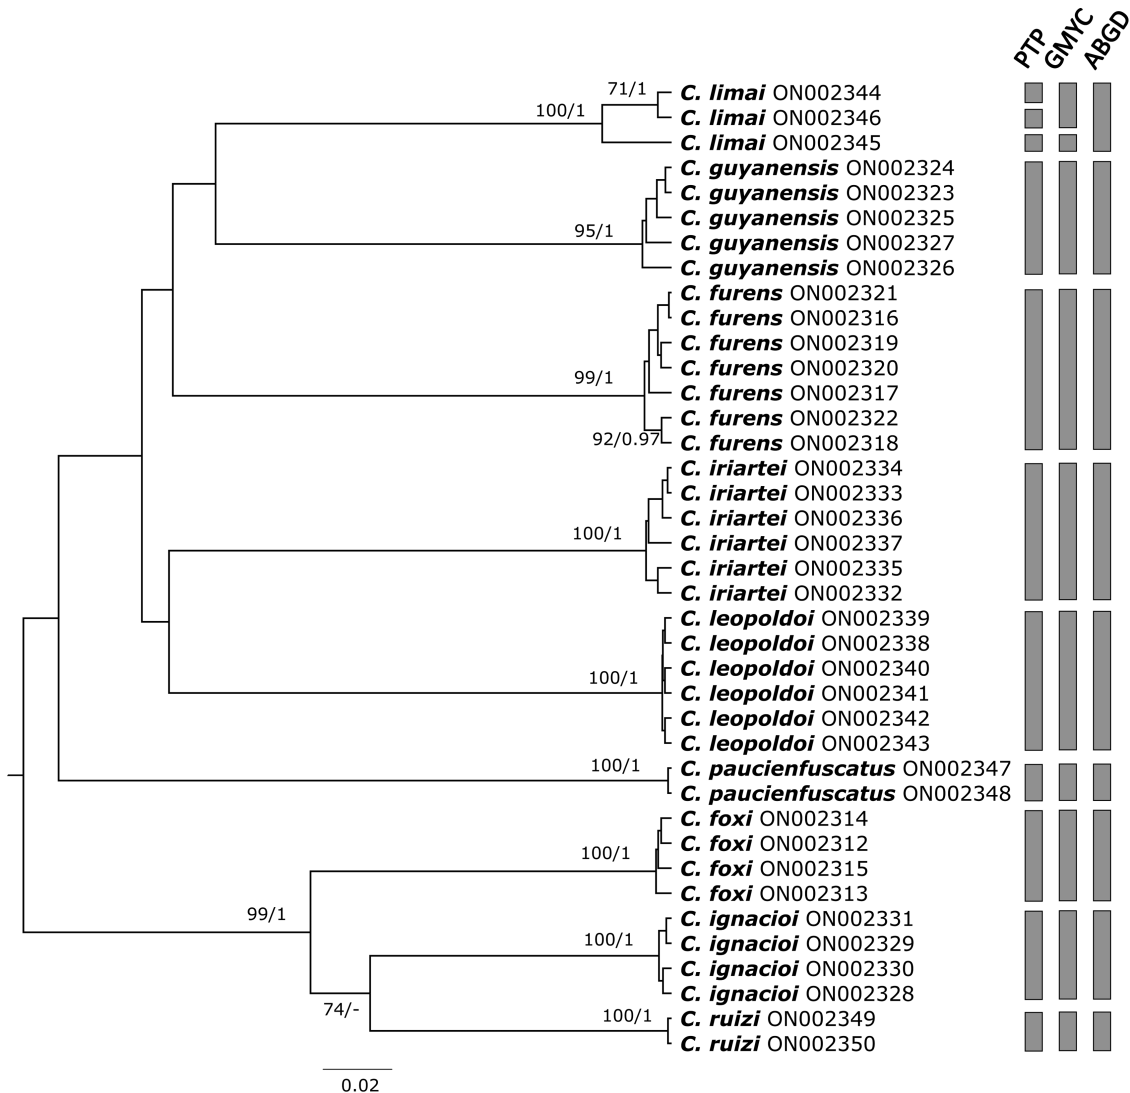 PTP GMYC ABGD
71/1
C. limai ON002344
100/1
C. limai ON002346
C. limai ON002345
C. guyanensis ON002324
C. guyanensis ON002323
C. guyanensis ON002325
95/1
C. guyanensis ON002327
C. guyanensis ON002326
C. furens ON002321
C. furens ON002316
C. furens ON002319
C. furens ON002320
99/1
C. furens ON002317
C. furens ON002322
92/0.97
C. furens ON002318
C. iriartei ON002334
C. iriartei ON002333
C. iriartei ON002336
100/1
C. iriartei ON002337
C. iriartei ON002335
C. iriartei ON002332
C. leopoldoi ON002339
C. leopoldoi ON002338
C. leopoldoi ON002340
100/1
C. leopoldoi ON002341
C. leopoldoi ON002342
C. leopoldoi ON002343
100/1
C. paucienfuscatus ON002347
C. paucienfuscatus ON002348
C. foxi ON002314
C. foxi ON002312
100/1
C. foxi ON002315
C. foxi ON002313
99/1
C. ignacioi ON002331
100/1
C. ignacioi ON002329
C. ignacioi ON002330
C. ignacioi ON002328
74/-
100/1
C. ruizi ON002349
C. ruizi ON002350
0.02